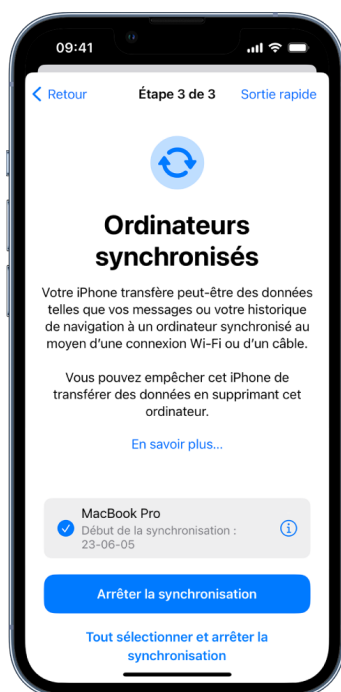 09:41
Retour
Étape 3 de 3
Sortie rapide
Ordinateurs
synchronisés
Votre iPhone transfère peut-être des données
telles que vos messages ou votre historique
de navigation à un ordinateur synchronisé au
moyen d’une connexion Wi-Fi ou d’un câble.
Vous pouvez empêcher cet iPhone de
transférer des données en supprimant cet
ordinateur.
En savoir plus...
MacBook Pro
Début de la synchronisation :
23-06-05
Arrêter la synchronisation
Tout sélectionner et arrêter la
synchronisation